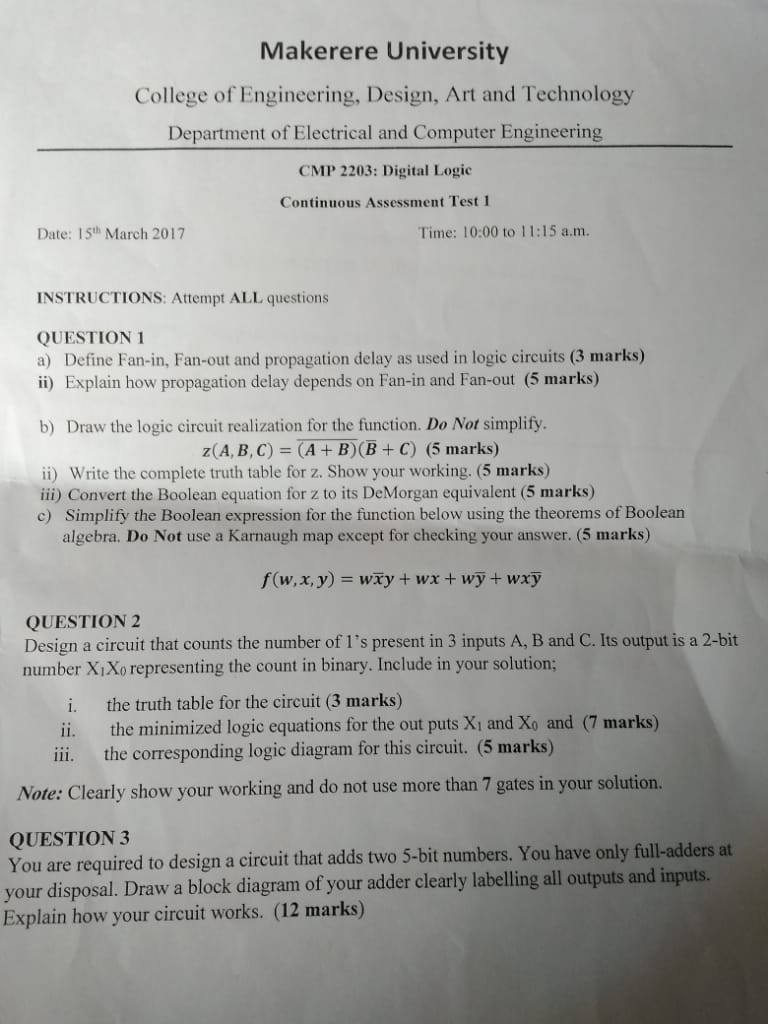 Makerere University
College of Engineering, Design, Art and Technology
Department of Electrical and Computer Engineering
CMP 2203: Digital Logic
Continuous Assessment Test 1
Date: 15th March 2017 Time: 10:00 to 11:15 a.m.
INSTRUCTIONS: Attempt ALL questions
QUESTION 1
a) Define Fan-in, Fan-out and propagation delay as used in logic circuits (3 marks)
ii) Explain how propagation delay depends on Fan-in and Fan-out (5 marks)
b) Draw the logic circuit realization for the function. Do Not simplify.
z(A, B, C) = \overline{(A + B)}(B̅ + C) (5 marks)
ii) Write the complete truth table for z. Show your working. (5 marks)
iii) Convert the Boolean equation for z to its DeMorgan equivalent (5 marks)
c) Simplify the Boolean expression for the function below using the theorems of Boolean
algebra. Do Not use a Karnaugh map except for checking your answer. (5 marks)
f(w, x, y) = wx̅y + wx + wy̅ + wxy̅
QUESTION 2
Design a circuit that counts the number of 1's present in 3 inputs A, B and C. Its output is a 2-bit
number X₁X₀ representing the count in binary. Include in your solution;
i. the truth table for the circuit (3 marks)
ii. the minimized logic equations for the out puts X₁ and X₀ and (7 marks)
iii. the corresponding logic diagram for this circuit. (5 marks)
Note: Clearly show your working and do not use more than 7 gates in your solution.
QUESTION 3
You are required to design a circuit that adds two 5-bit numbers. You have only full-adders at
your disposal. Draw a block diagram of your adder clearly labelling all outputs and inputs.
Explain how your circuit works. (12 marks)